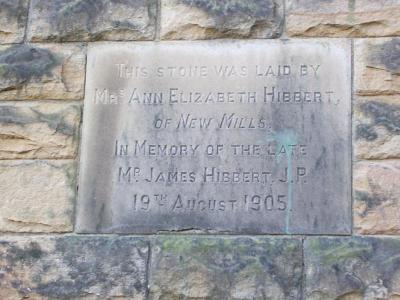 This stone was laid by
Mrs Ann Elizabeth Hibbert,
of New Mills,
In Memory of the late
Mr James Hibbert, J.P.
19th August 1905.